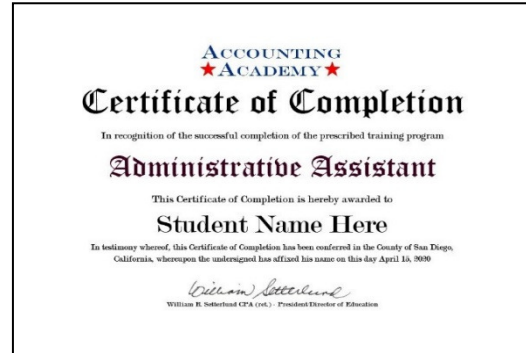 ACCOUNTING
★ACADEMY★
Certificate of Completion
In recognition of the successful completion of the prescribed training program
Administrative Assistant
This Certificate of Completion is hereby awarded to
Student Name Here
In testimony whereof, this Certificate of Completion has been conferred in the County of San Diego,
California, whereupon the undersigned has affixed his name on this day April 15, 2020
William Setterlund
William R. Setterlund CPA (ret.) - President/Director of Education